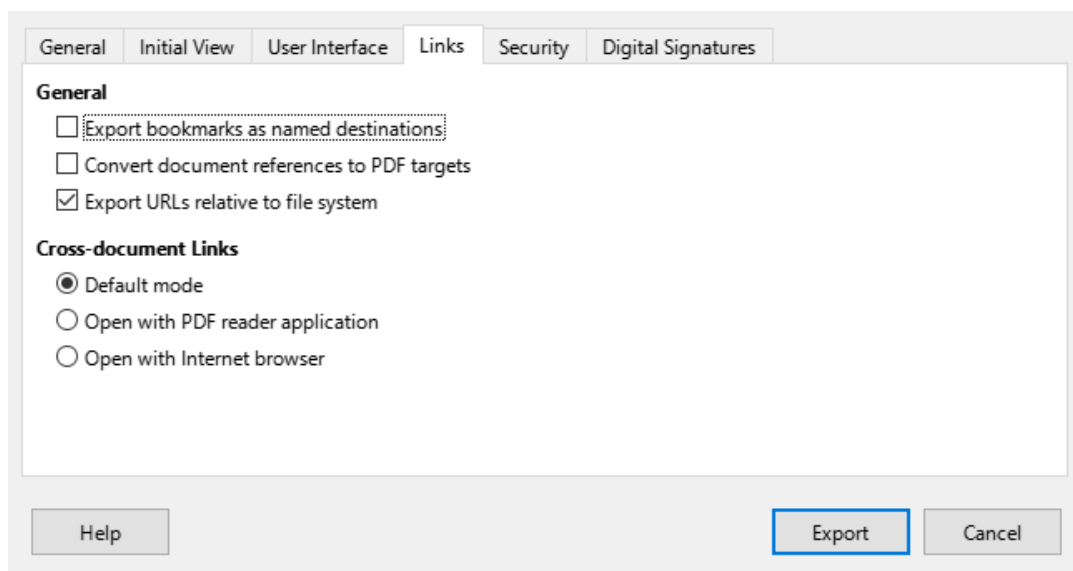 General Initial View User Interface Links Security Digital Signatures
General
Export bookmarks as named destinations
Convert document references to PDF targets
Export URLs relative to file system
Cross-document Links
Default mode
Open with PDF reader application
Open with Internet browser
Help Export Cancel